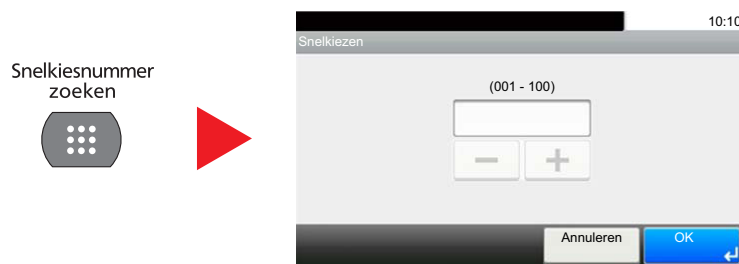 Snelkiesnummer
zoeken
10:10
Snelkiezen
(001 - 100)
Annuleren
OK